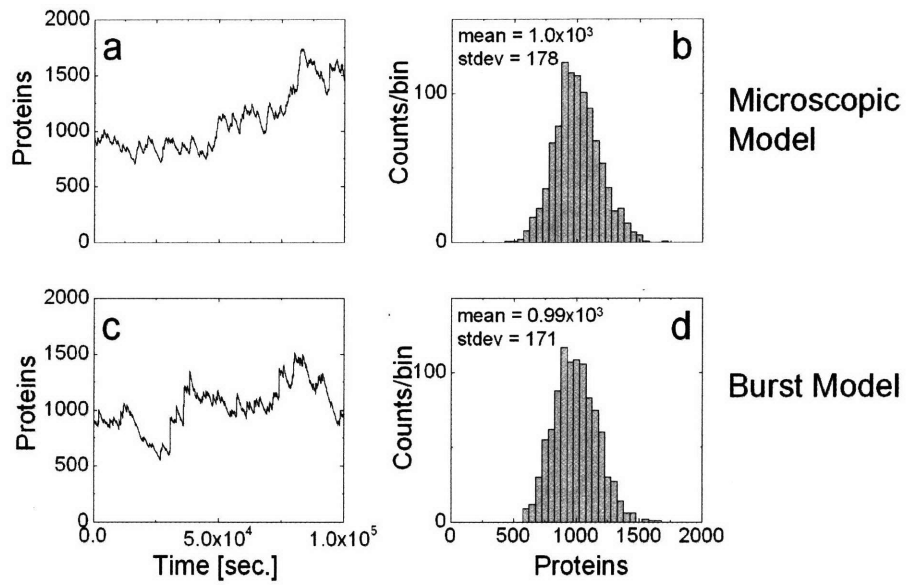 a
2000
1500
1000
500
0
Proteins
b
mean = 1.0x10³
stdev = 178
100
0
Counts/bin
Microscopic
Model
c
2000
1500
1000
500
0
Proteins
0.0
5.0x10⁴
1.0x10⁵
Time [sec.]
d
mean = 0.99x10³
stdev = 171
100
0
Counts/bin
0
500
1000
1500
2000
Proteins
Burst Model